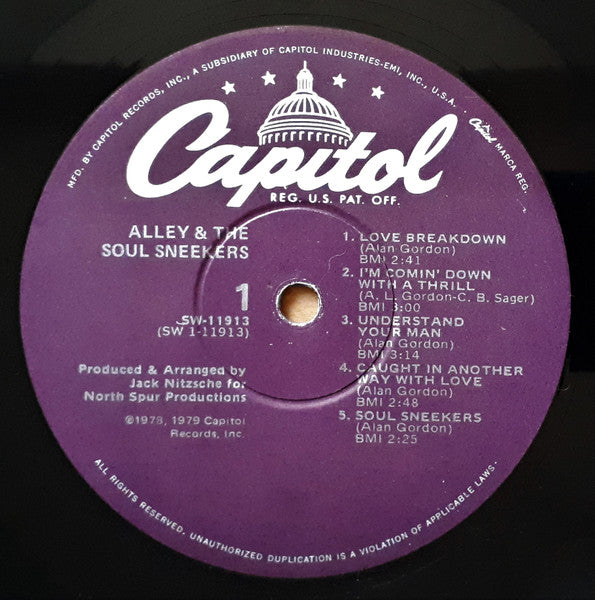 MFD. BY CAPITOL RECORDS, INC., A SUBSIDIARY OF CAPITOL INDUSTRIES-EMI, INC., U.S.A. Capitol MARCA REG.
Capitol
REG. U.S. PAT. OFF.
ALLEY & THE
SOUL SNEEKERS
1
SW-11913
(SW 1-11913)
Produced & Arranged by
Jack Nitzsche for
North Spur Productions
℗1978, 1979 Capitol
Records, Inc.
1. LOVE BREAKDOWN
(Alan Gordon)
BMI 2:41
2. I'M COMIN' DOWN
WITH A THRILL
(A. L. Gordon-C. B. Sager)
BMI 3:00
3. UNDERSTAND
YOUR MAN
(Alan Gordon)
BMI 3:14
4. CAUGHT IN ANOTHER
WAY WITH LOVE
(Alan Gordon)
BMI 2:48
5. SOUL SNEEKERS
(Alan Gordon)
BMI 2:25
ALL RIGHTS RESERVED. UNAUTHORIZED DUPLICATION IS A VIOLATION OF APPLICABLE LAWS.